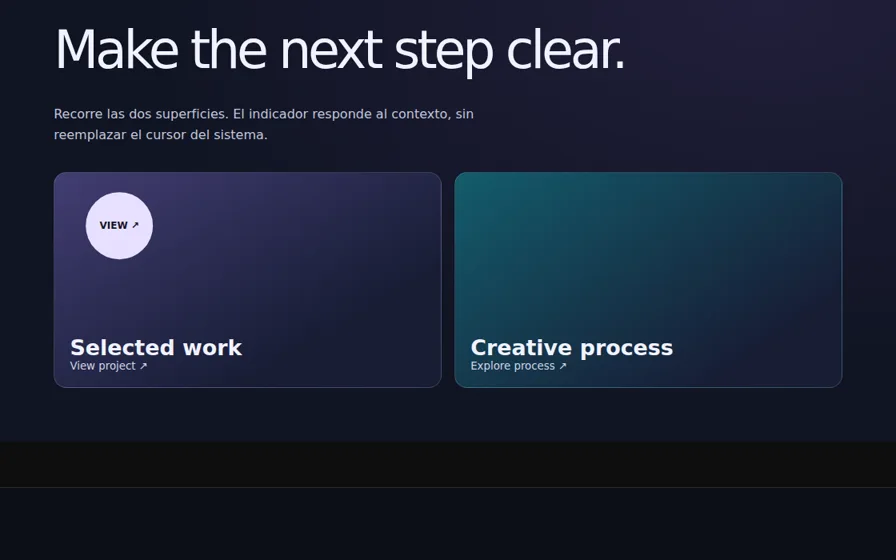 Make the next step clear.
Recorre las dos superficies. El indicador responde al contexto, sin
reemplazar el cursor del sistema.
VIEW ↗
Selected work
View project ↗
Creative process
Explore process ↗